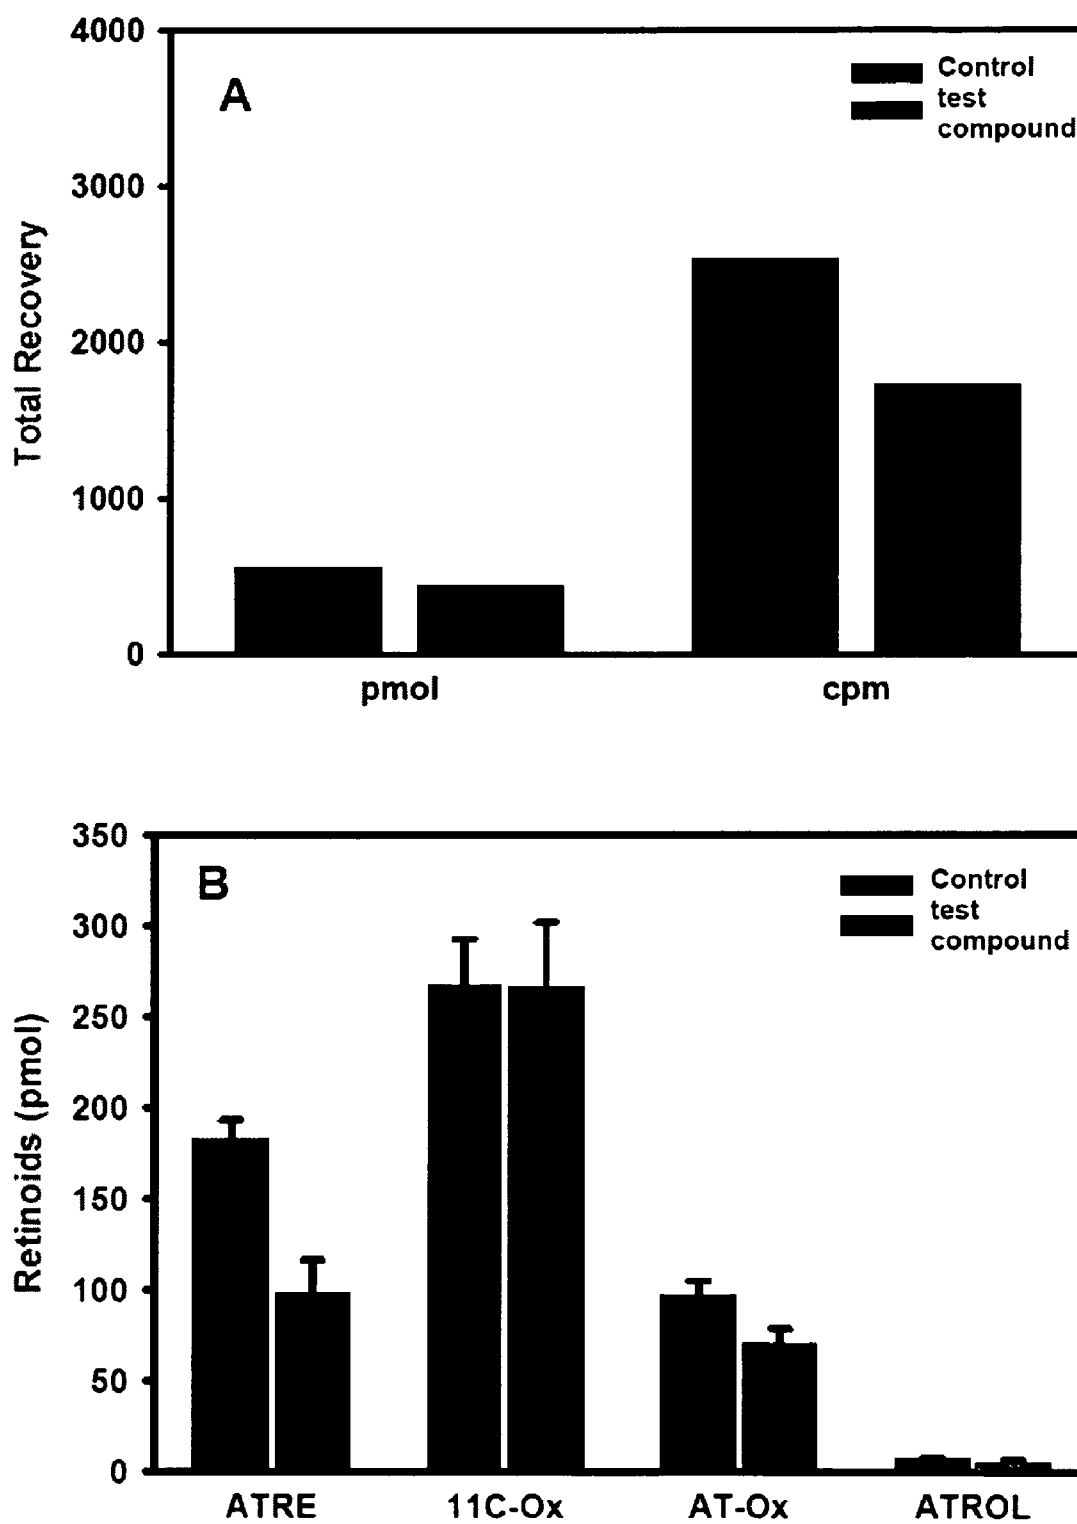 4000
3000
2000
1000
0
Total Recovery
A
Control
test
compound
pmol
cpm
350
300
250
200
150
100
50
0
Retinoids (pmol)
B
Control
test
compound
ATRE
11C-Ox
AT-Ox
ATROL